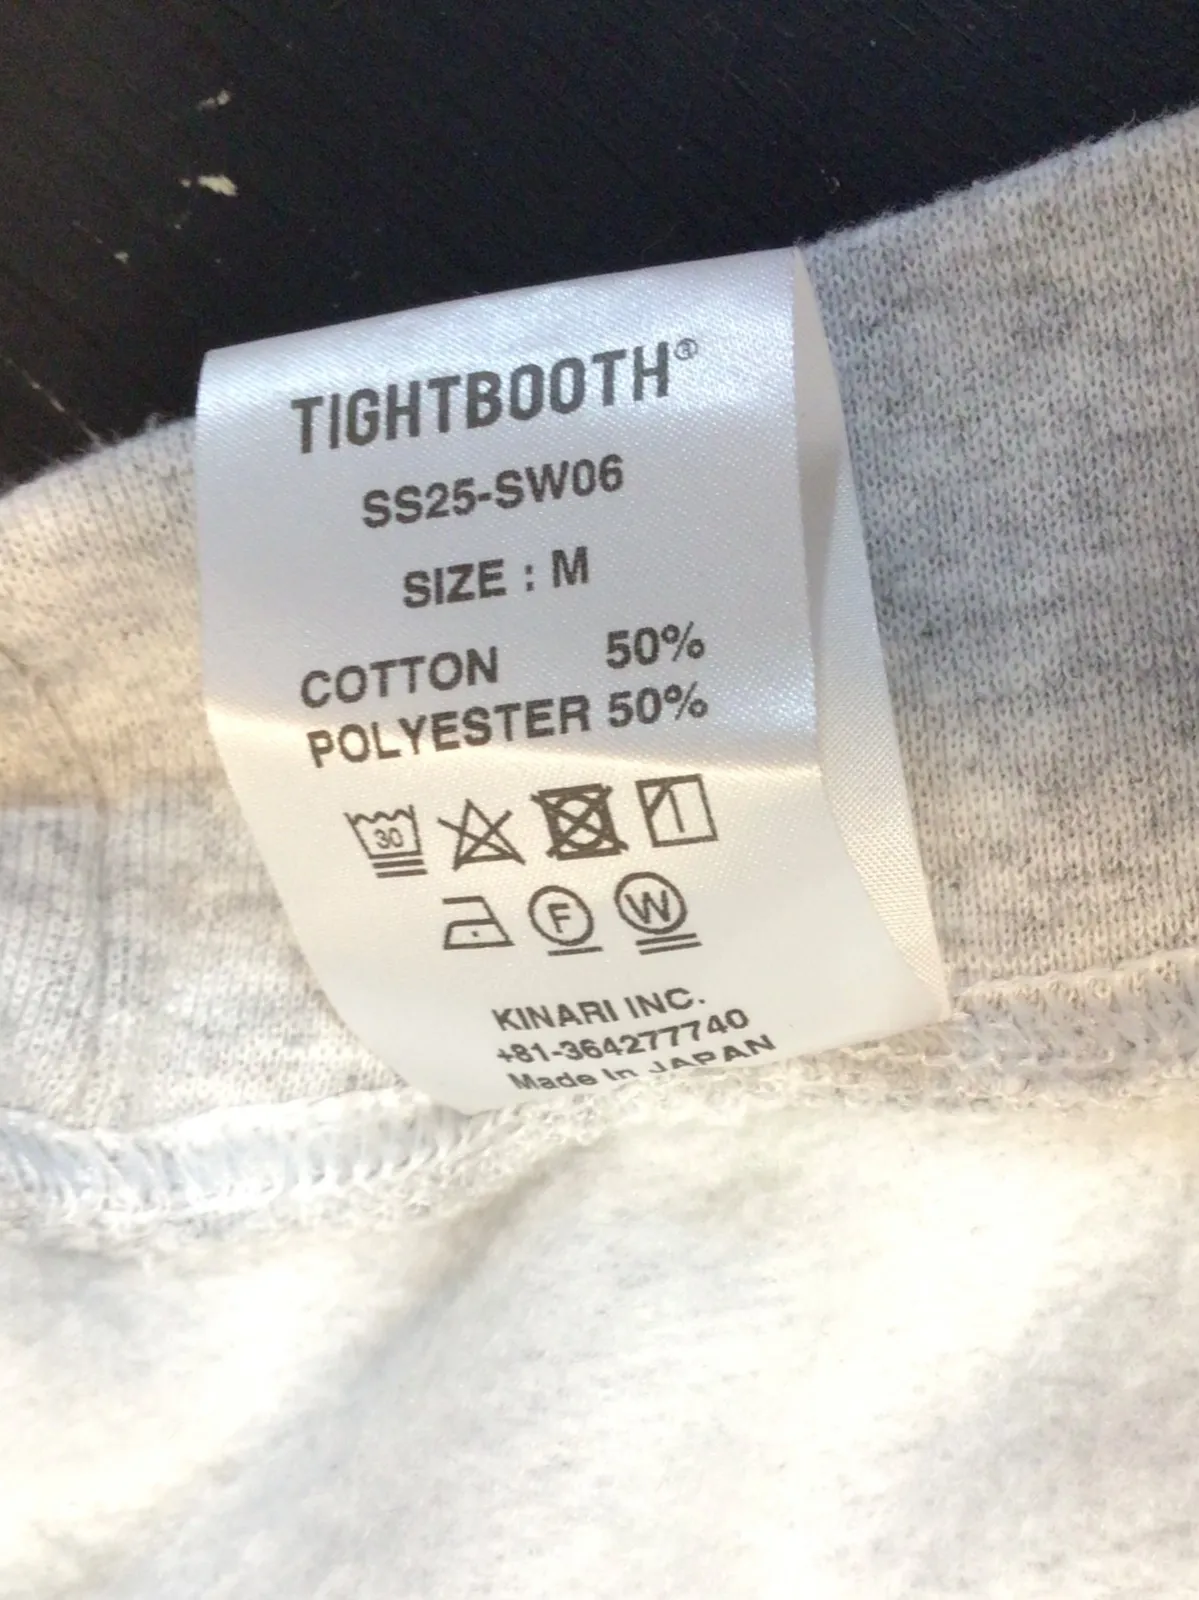 TIGHTBOOTH®
SS25-SW06
SIZE : M
COTTON 50%
POLYESTER 50%
30
F
W
KINARI INC.
+81-364277740
Made In JAPAN